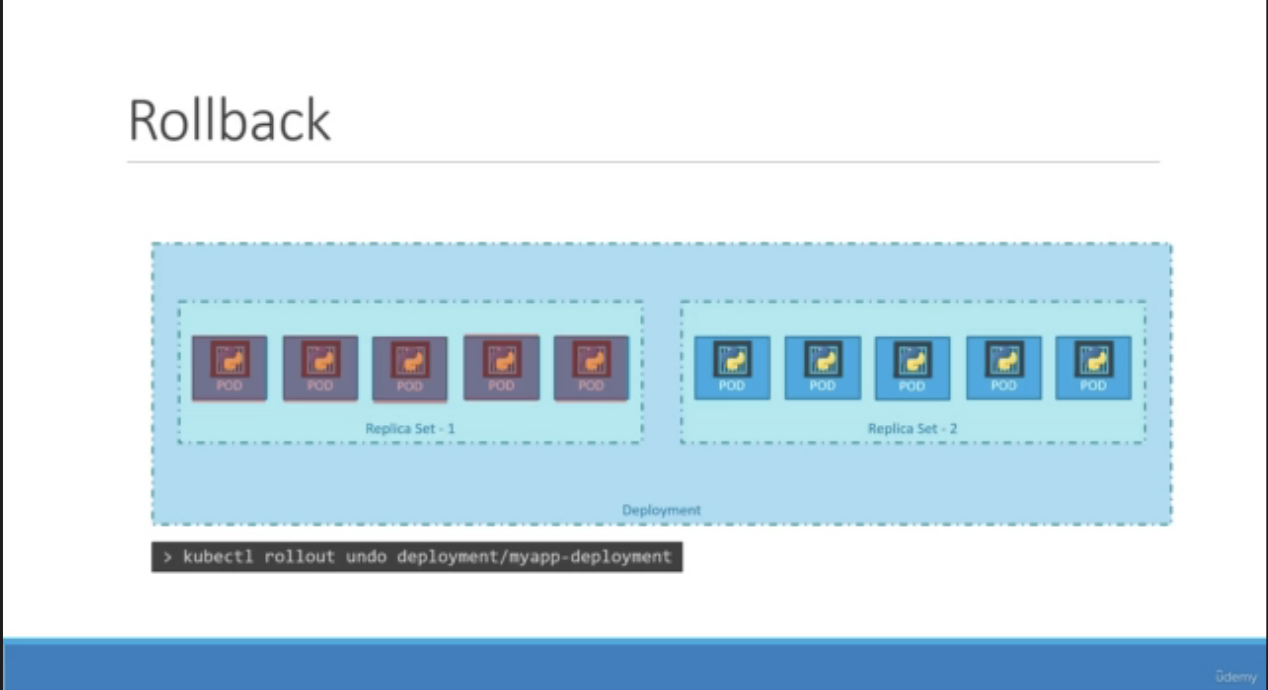 Rollback
POD POD POD POD POD
Replica Set - 1
POD POD POD POD POD
Replica Set - 2
Deployment
> kubectl rollout undo deployment/myapp-deployment
ûdemy